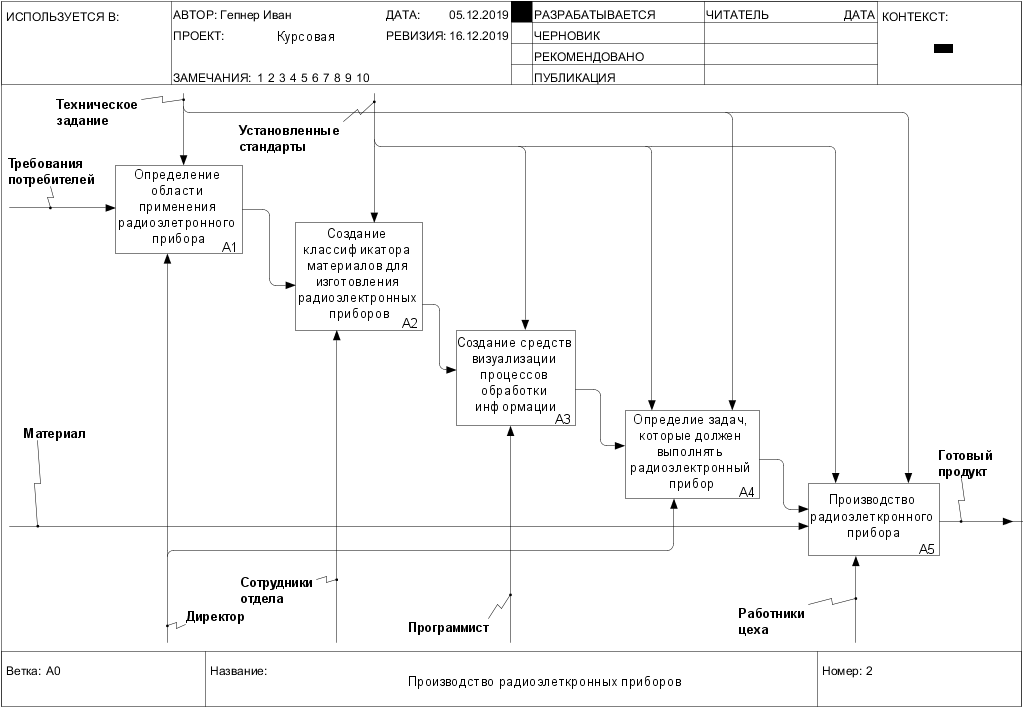 ИСПОЛЬЗУЕТСЯ В:
АВТОР: Гепнер Иван
ДАТА: 05.12.2019
РАЗРАБАТЫВАЕТСЯ
ЧИТАТЕЛЬ
ДАТА
КОНТЕКСТ:
ПРОЕКТ: Курсовая
РЕВИЗИЯ: 16.12.2019
ЧЕРНОВИК
РЕКОМЕНДОВАНО
ЗАМЕЧАНИЯ: 1 2 3 4 5 6 7 8 9 10
ПУБЛИКАЦИЯ
Техническое
задание
Установленные
стандарты
Требования
потребителей
Определение
области
применения
радиоэлетронного
прибора
A1
Создание
классификатора
материалов для
изготовления
радиоэлектронных
приборов
A2
Создание средств
визуализации
процессов
обработки
информации
A3
Определие задач,
которые должен
выполнять
радиоэлектронный
прибор
A4
Материал
Готовый
продукт
Производство
радиоэлеткронного
прибора
A5
Сотрудники
отдела
Директор
Программист
Работники
цеха
Ветка: A0
Название:
Производство радиоэлеткронных приборов
Номер: 2